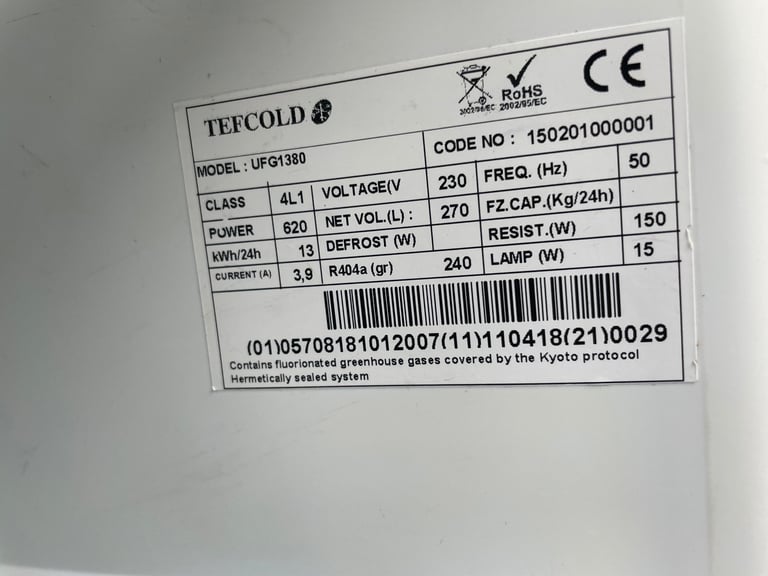 TEFCOLD
2002/96/EC
RoHS
2002/95/EC
CE
MODEL : UFG1380
CODE NO : 150201000001
CLASS 4L1 VOLTAGE(V 230 FREQ. (Hz) 50
POWER 620 NET VOL.(L) : 270 FZ.CAP.(Kg/24h)
kWh/24h 13 DEFROST (W) RESIST.(W) 150
CURRENT (A) 3,9 R404a (gr) 240 LAMP (W) 15
(01)05708181012007(11)110418(21)0029
Contains fluorionated greenhouse gases covered by the Kyoto protocol
Hermetically sealed system